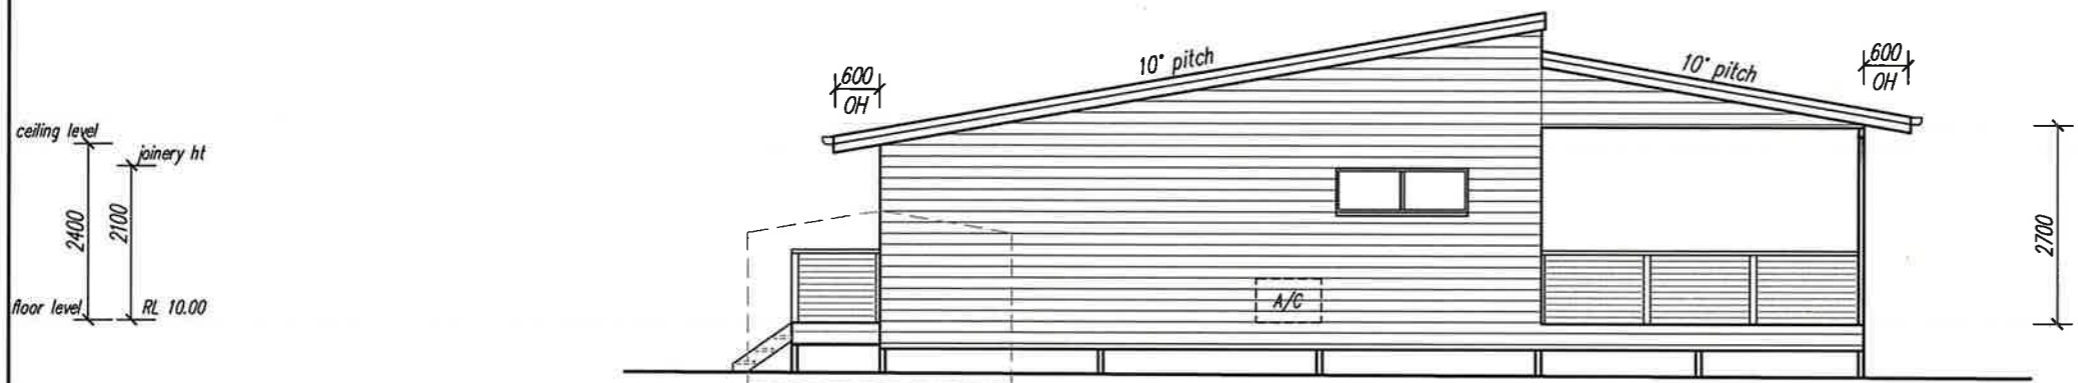 600
OH
10° pitch
10° pitch
600
OH
ceiling level
joinery ht
2400
2100
2700
floor level
RL 10.00
A/C